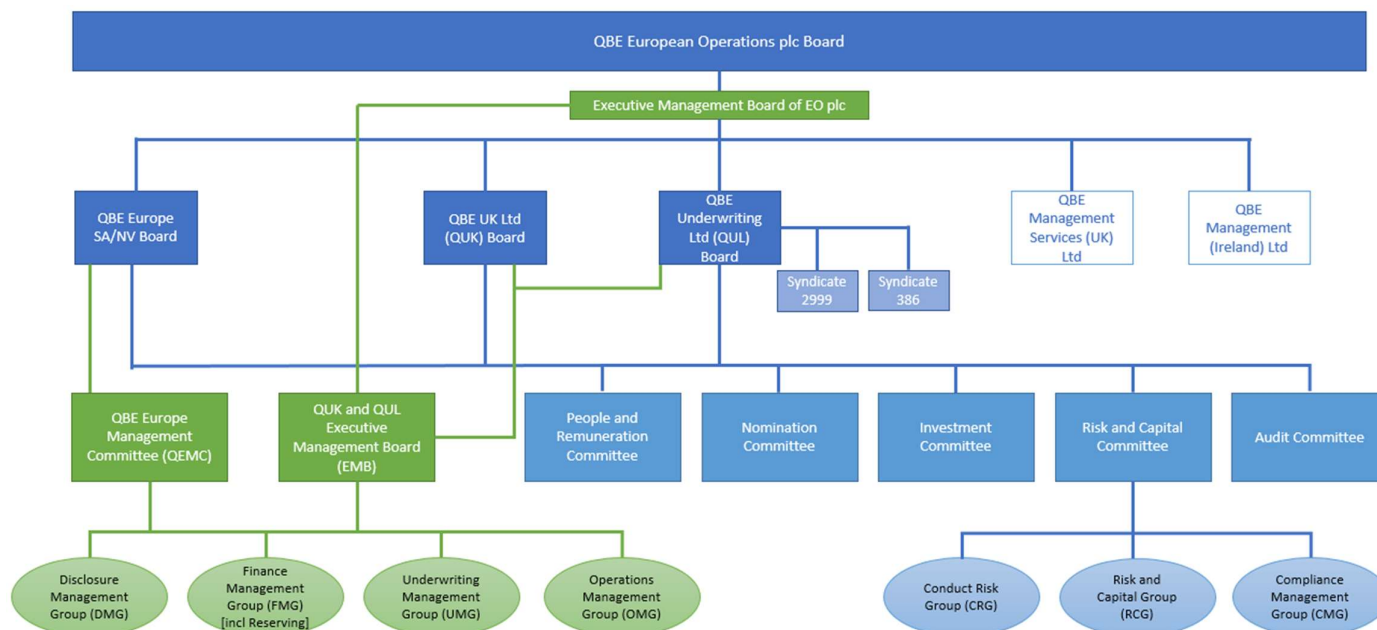 QBE European Operations plc Board
Executive Management Board of EO plc
QBE Europe
SA/NV Board
QBE UK Ltd
(QUK) Board
QBE
Underwriting
Ltd (QUL)
Board
QBE
Management
Services (UK)
Ltd
QBE
Management
(Ireland) Ltd
Syndicate
2999
Syndicate
386
QBE Europe
Management
Committee (QEMC)
QUK and QUL
Executive
Management Board
(EMB)
People and
Remuneration
Committee
Nomination
Committee
Investment
Committee
Risk and Capital
Committee
Audit Committee
Disclosure
Management
Group (DMG)
Finance
Management
Group (FMG)
[incl Reserving]
Underwriting
Management
Group (UMG)
Operations
Management
Group (OMG)
Conduct Risk
Group (CRG)
Risk and
Capital Group
(RCG)
Compliance
Management
Group (CMG)